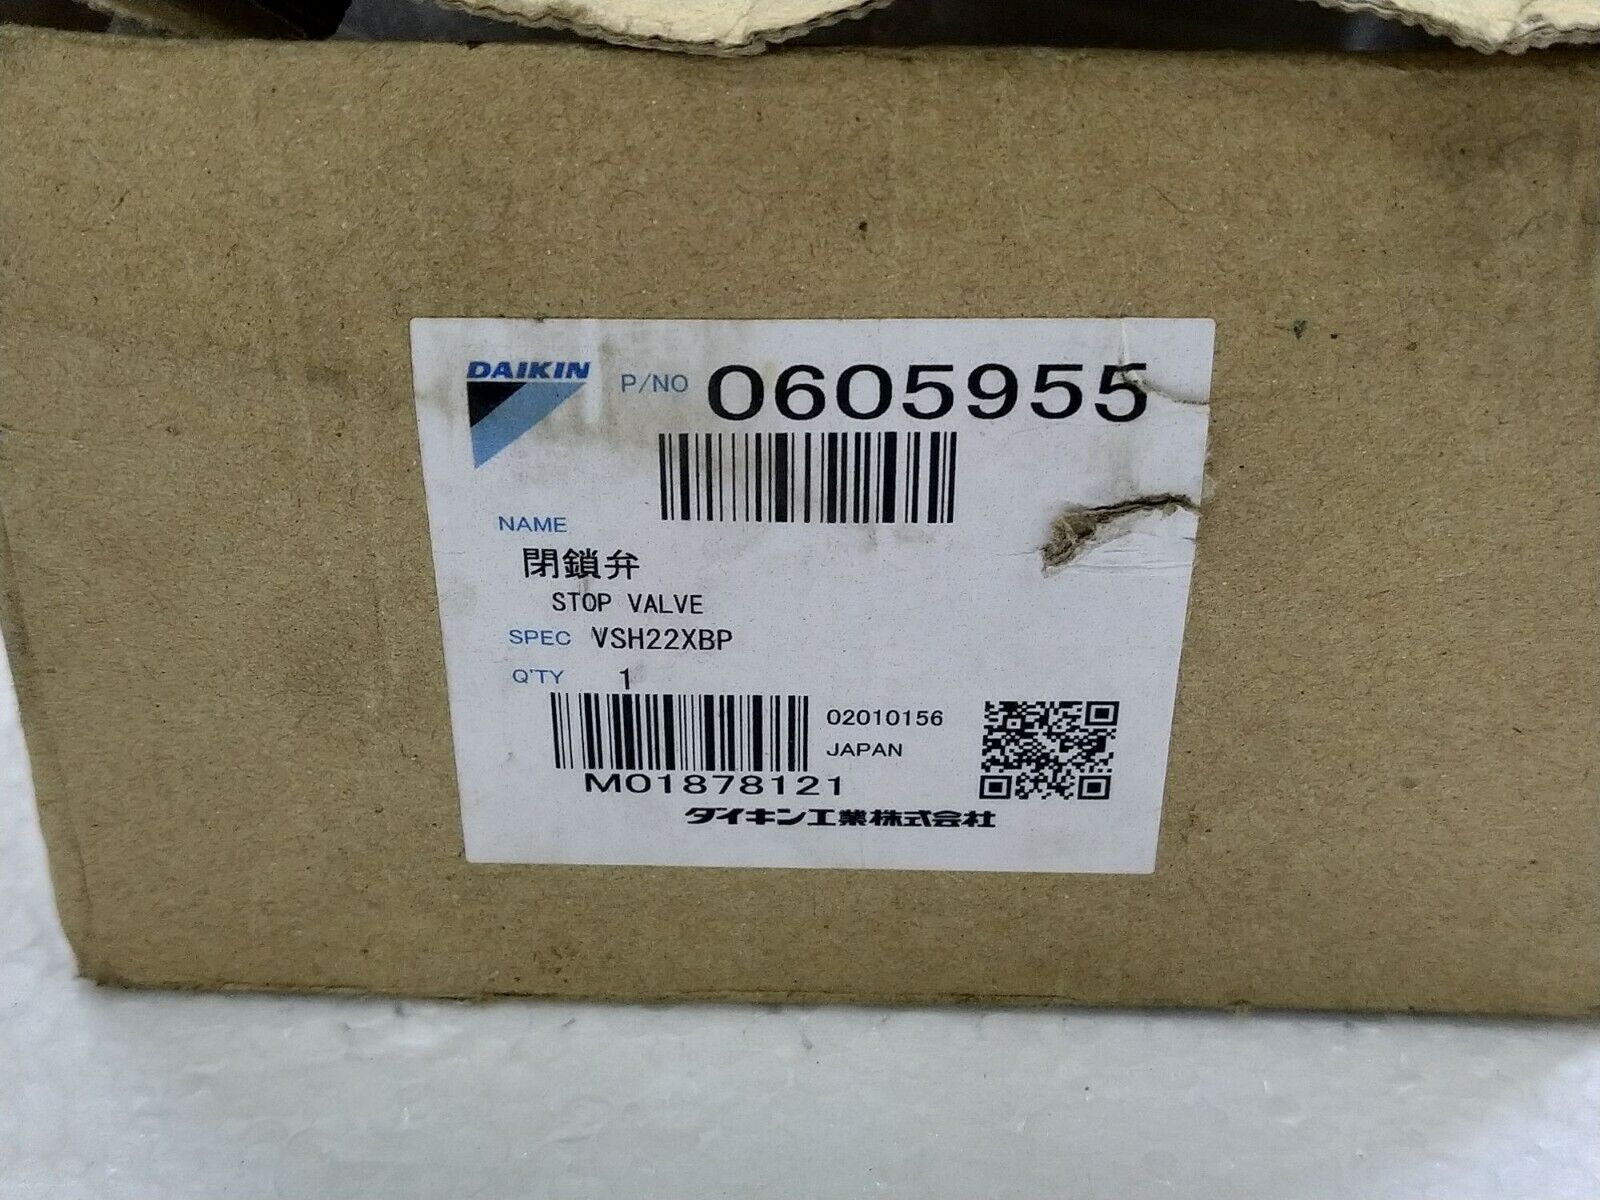 DAIKIN P/NO 0605955
NAME
閉鎖弁
STOP VALVE
SPEC VSH22XBP
Q'TY 1
02010156
JAPAN
M01878121
ダイキン工業株式会社